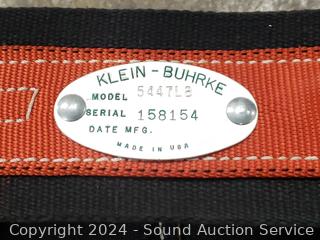 KLEIN - BUHRKE
MODEL 5447LB
SERIAL 158154
DATE MFG.
MADE IN USA
Copyright 2024 - Sound Auction Service